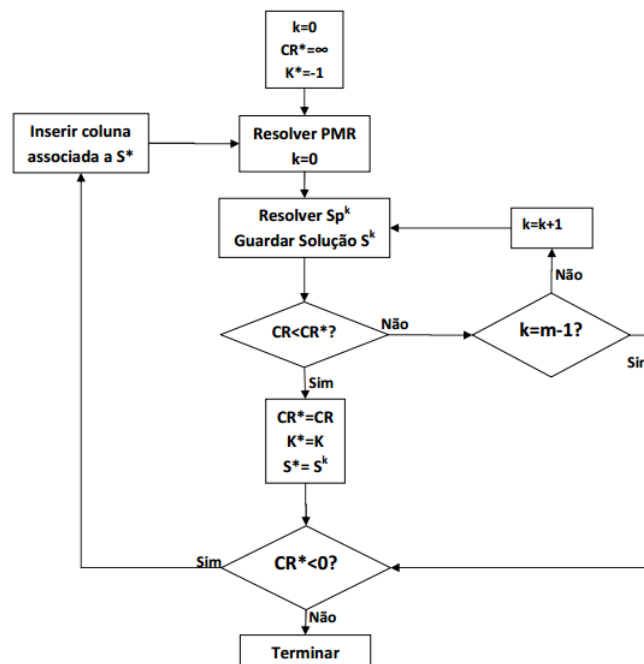 k=0
CR*=∞
K*=-1
Inserir coluna
associada a S*
Resolver PMR
k=0
Resolver Sp^k
Guardar Solução S^k
k=k+1
Não
CR<CR*?
Não
k=m-1?
Sim
Sim
CR*=CR
K*=K
S*= S^k
Sim
CR*<0?
Não
Terminar